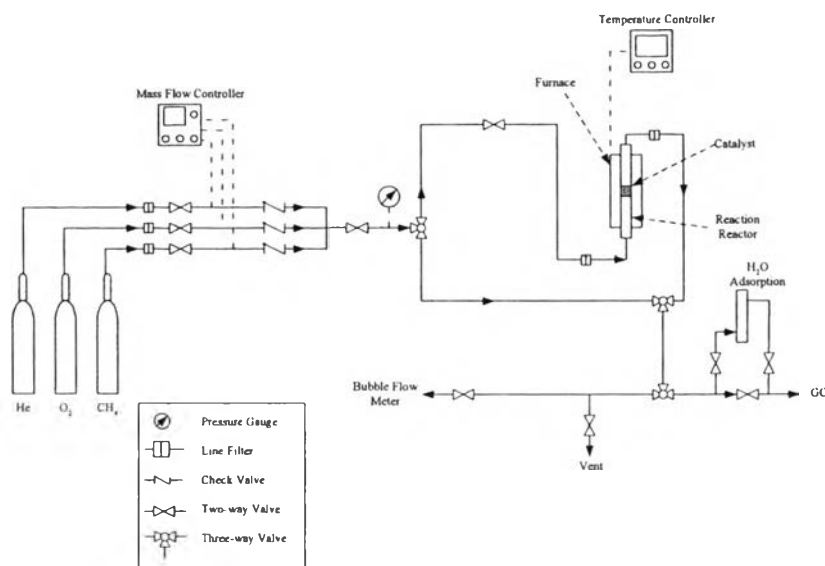 Temperature Controller
Furnace
Mass Flow Controller
Catalyst
Reaction
Reactor
H₂O
Adsorption
Bubble Flow
Meter
GC
Vent
He
O₂
CH₄
Pressure Gauge
Line Filter
Check Valve
Two-way Valve
Three-way Valve